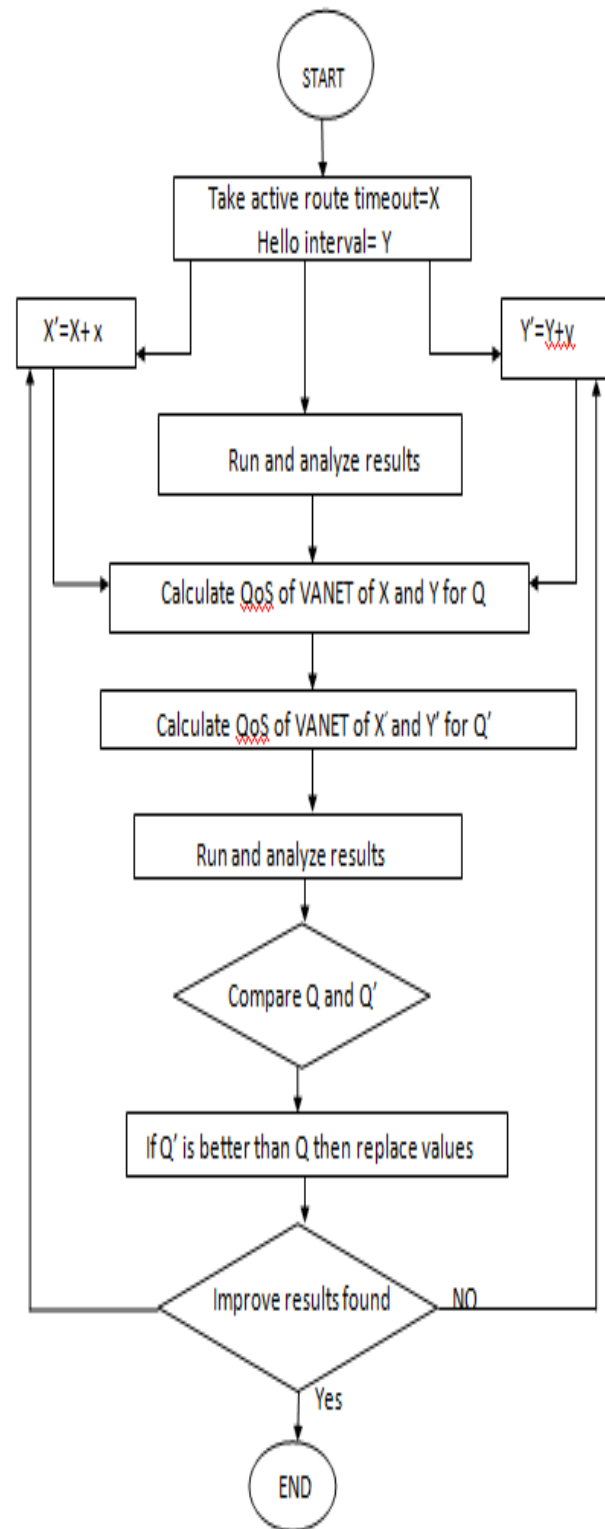 START
Take active route timeout=X
Hello interval= Y
X′=X+ x
Y′=Y+y
Run and analyze results
Calculate QoS of VANET of X and Y for Q
Calculate QoS of VANET of X′ and Y′ for Q′
Run and analyze results
Compare Q and Q′
If Q′ is better than Q then replace values
Improve results found
NO
Yes
END